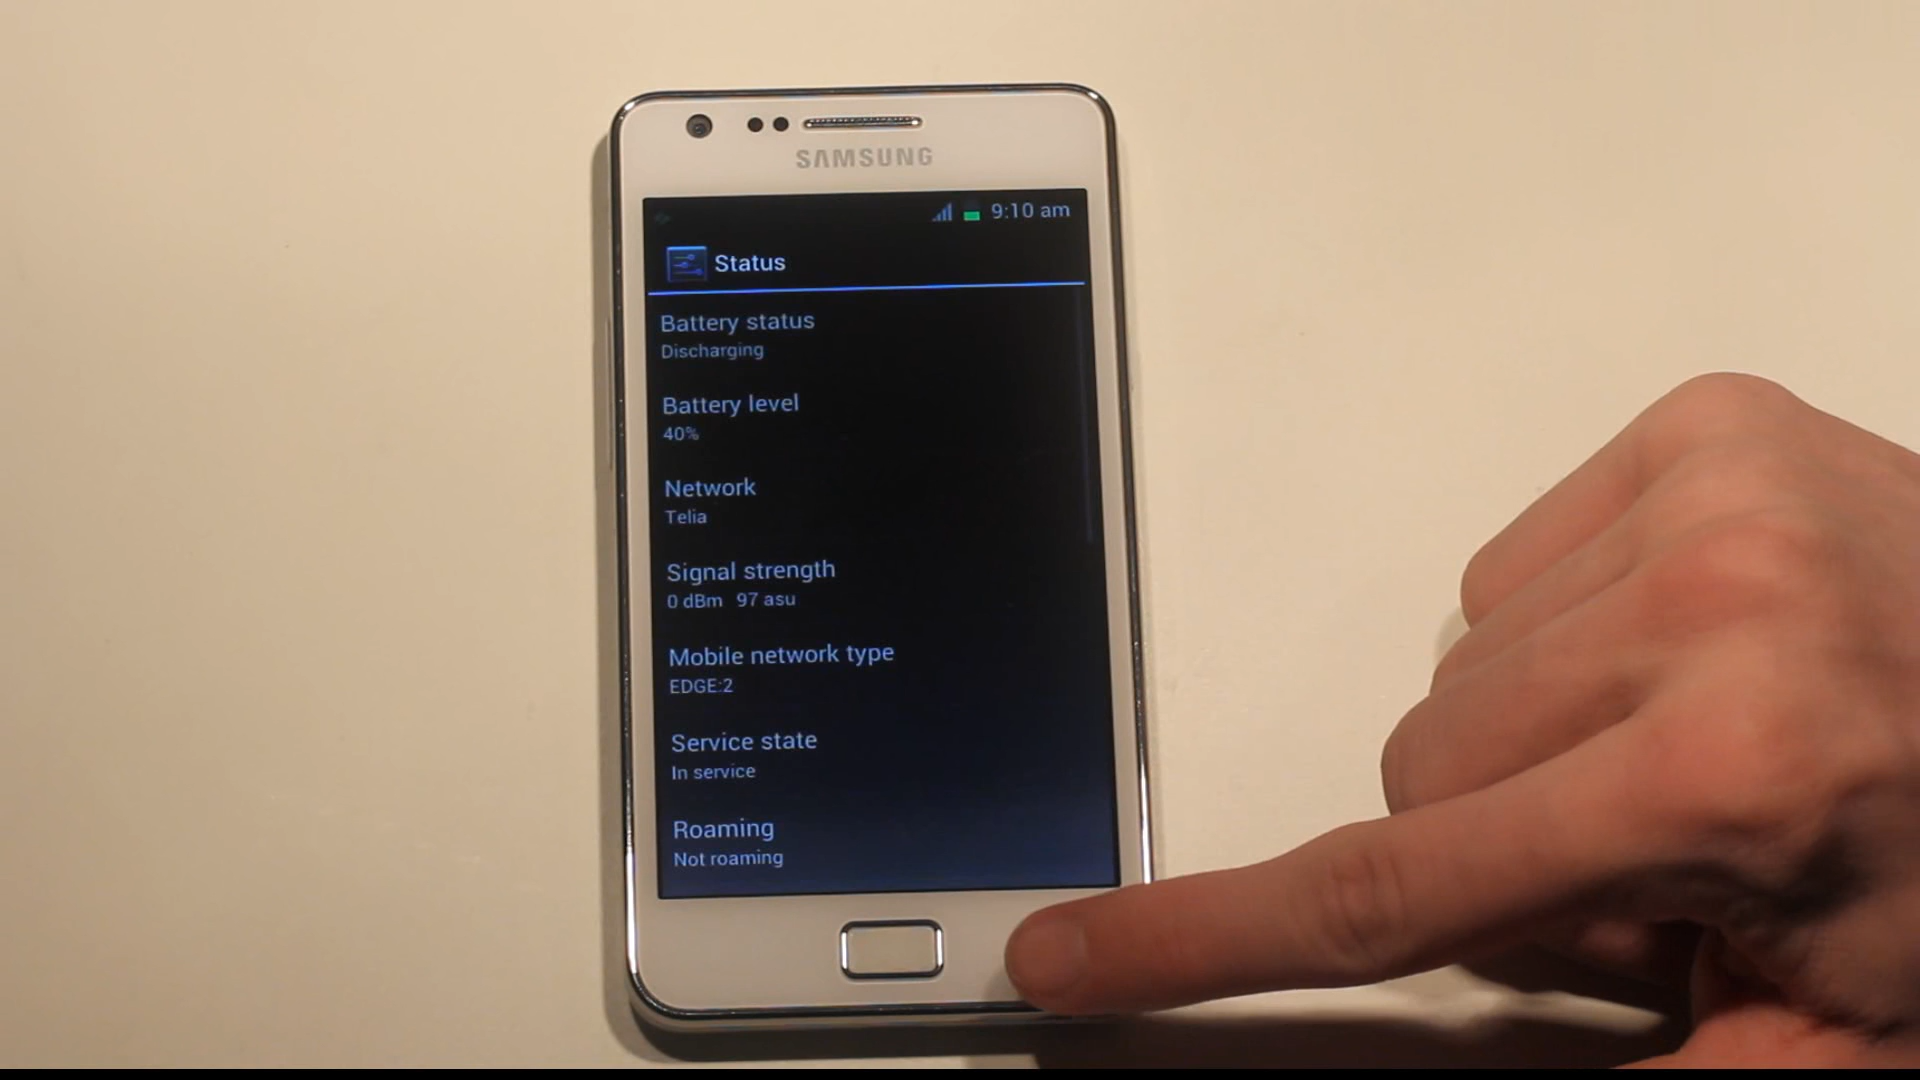 SAMSUNG
9:10 am
Status
Battery status
Discharging
Battery level
40%
Network
Telia
Signal strength
0 dBm 97 asu
Mobile network type
EDGE:2
Service state
In service
Roaming
Not roaming